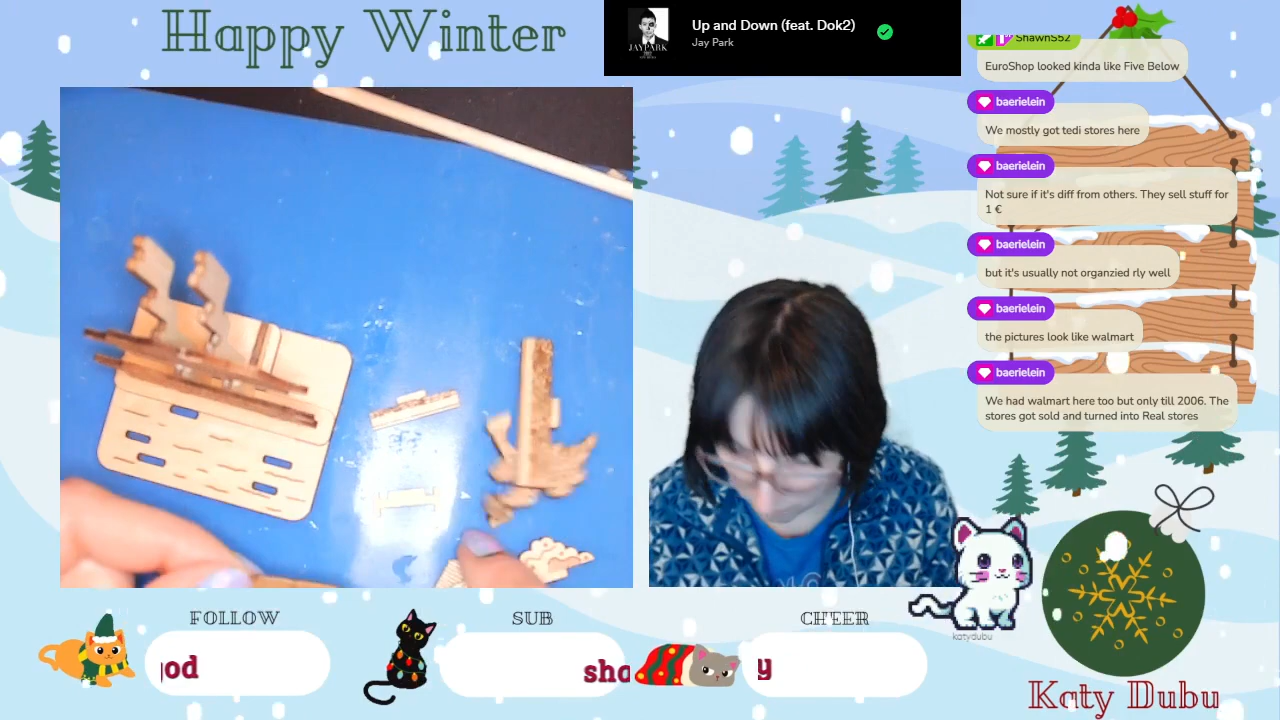 Happy Winter
Up and Down (feat. Dok2)
Jay Park
JAYPARK
ShawnS52
EuroShop looked kinda like Five Below
baerielein
We mostly got tedi stores here
baerielein
Not sure if it's diff from others. They sell stuff for
1 €
baerielein
but it's usually not organzied rly well
baerielein
the pictures look like walmart
baerielein
We had walmart here too but only till 2006. The
stores got sold and turned into Real stores
katydubu
FOLLOW
SUB
CHEER
od
sho
y
Katy Dubu